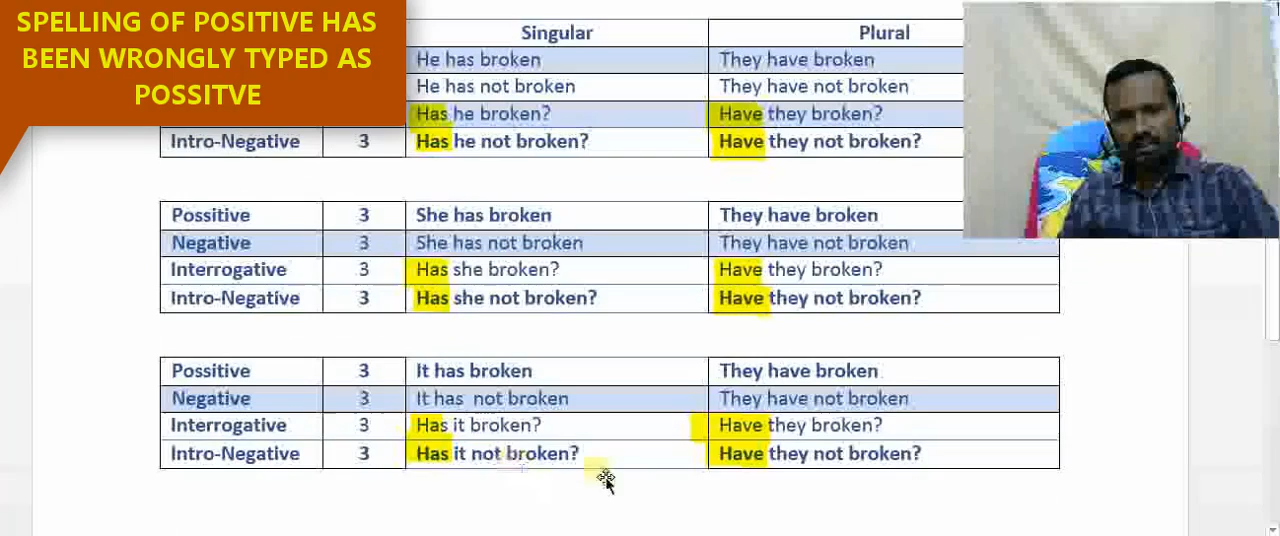 SPELLING OF POSITIVE HAS
BEEN WRONGLY TYPED AS
POSSITVE
Singular Plural
He has broken They have broken
He has not broken They have not broken
Has he broken? Have they broken?
Intro-Negative 3 Has he not broken? Have they not broken?
Possitive 3 She has broken They have broken
Negative 3 She has not broken They have not broken
Interrogative 3 Has she broken? Have they broken?
Intro-Negative 3 Has she not broken? Have they not broken?
Possitive 3 It has broken They have broken
Negative 3 It has not broken They have not broken
Interrogative 3 Has it broken? Have they broken?
Intro-Negative 3 Has it not broken? Have they not broken?